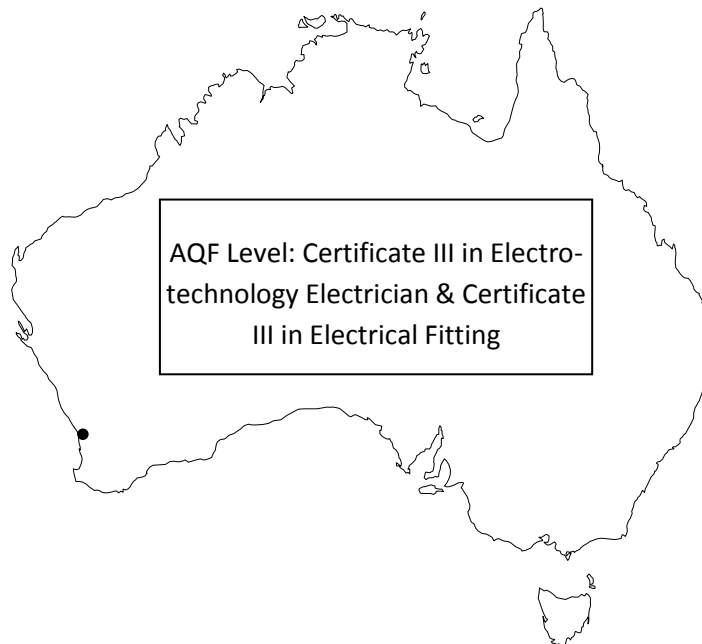 AQF Level: Certificate III in Electro-
technology Electrician & Certificate
III in Electrical Fitting